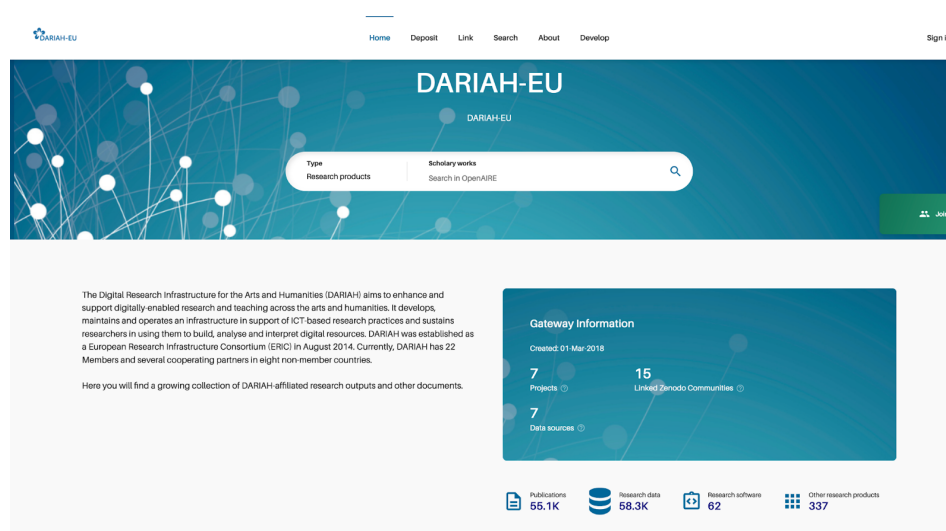 DARIAH-EU
Home Deposit Link Search About Develop
Sign i
DARIAH-EU
DARIAH-EU
Type
Research products
Scholary works
Search in OpenAIRE
Joi
The Digital Research Infrastructure for the Arts and Humanities (DARIAH) aims to enhance and
support digitally-enabled research and teaching across the arts and humanities. It develops,
maintains and operates an infrastructure in support of ICT-based research practices and sustains
researchers in using them to build, analyse and interpret digital resources. DARIAH was established as
a European Research Infrastructure Consortium (ERIC) in August 2014. Currently, DARIAH has 22
Members and several cooperating partners in eight non-member countries.
Here you will find a growing collection of DARIAH-affiliated research outputs and other documents.
Gateway Information
Created: 01-Mar-2018
7
Projects
15
Linked Zenodo Communities
7
Data sources
Publications
55.1K
Research data
58.3K
Research software
62
Other research products
337